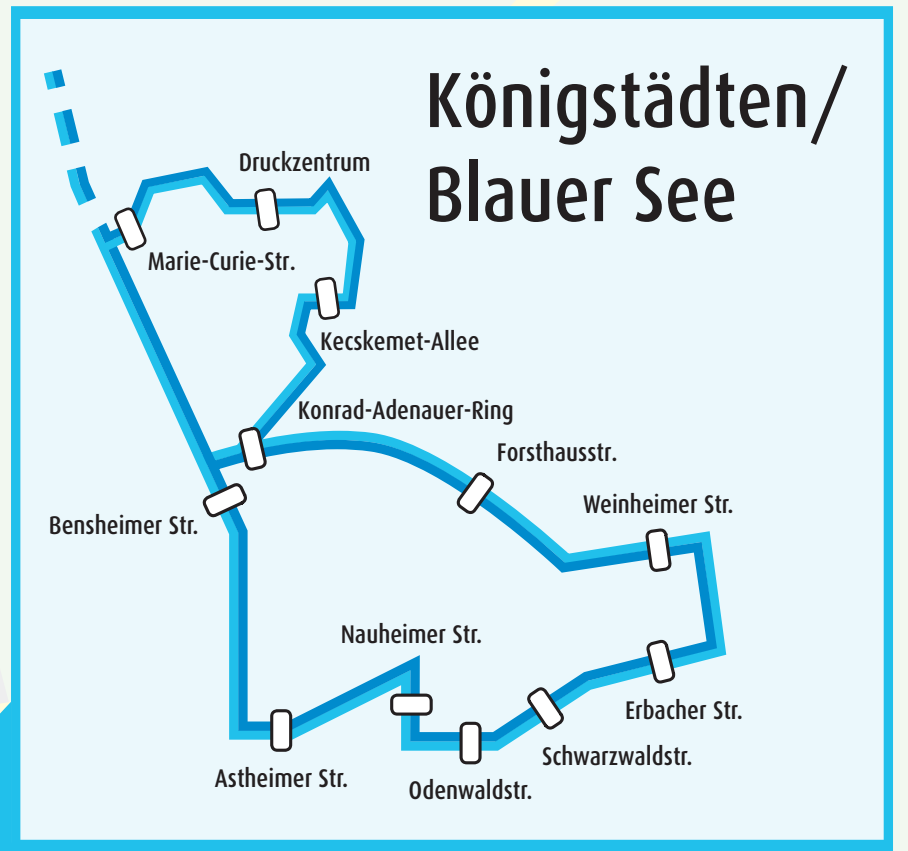 Königstädten/
Blauer See
Druckzentrum
Marie-Curie-Str.
Kecskemet-Allee
Konrad-Adenauer-Ring
Forsthausstr.
Weinheimer Str.
Bensheimer Str.
Nauheimer Str.
Erbacher Str.
Schwarzwaldstr.
Astheimer Str.
Odenwaldstr.